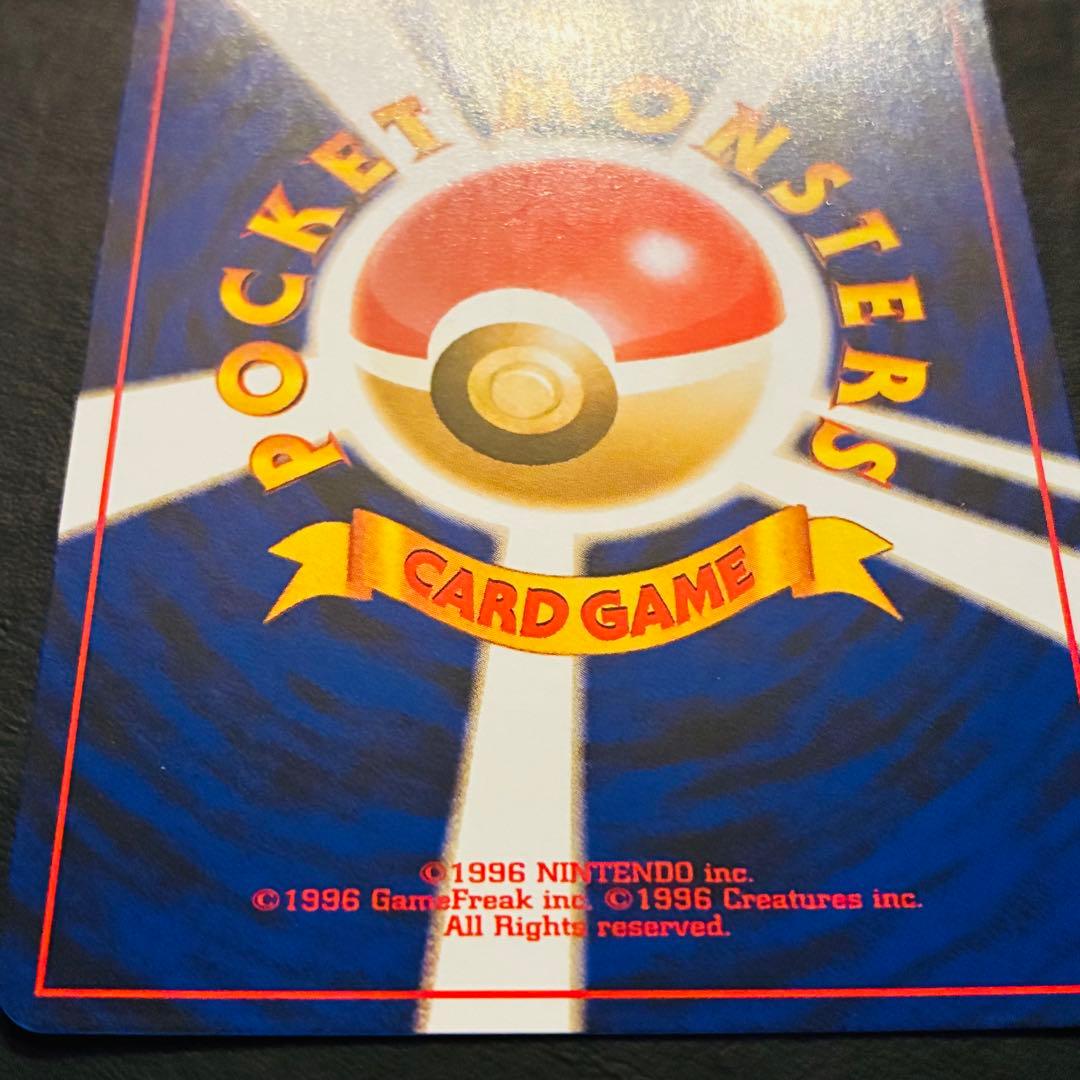 POCKET MONSTERS
CARD GAME
©1996 NINTENDO inc.
©1996 GameFreak inc. ©1996 Creatures inc.
All Rights reserved.